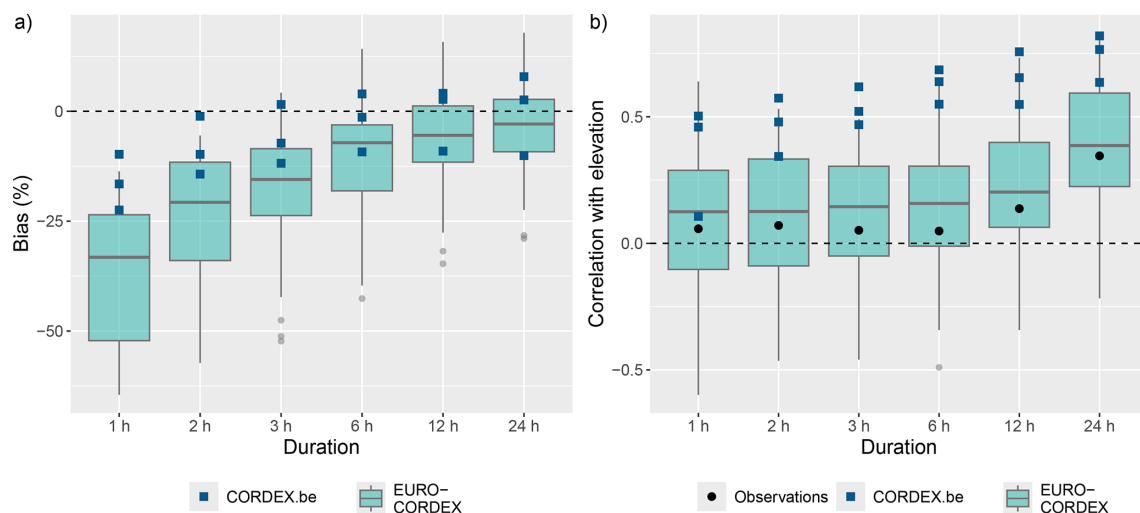 a)
Bias (%)
0
−25
−50
1 h 2 h 3 h 6 h 12 h 24 h
Duration
CORDEX.be
EURO−
CORDEX
b)
Correlation with elevation
0.5
0.0
−0.5
1 h 2 h 3 h 6 h 12 h 24 h
Duration
Observations
CORDEX.be
EURO−
CORDEX